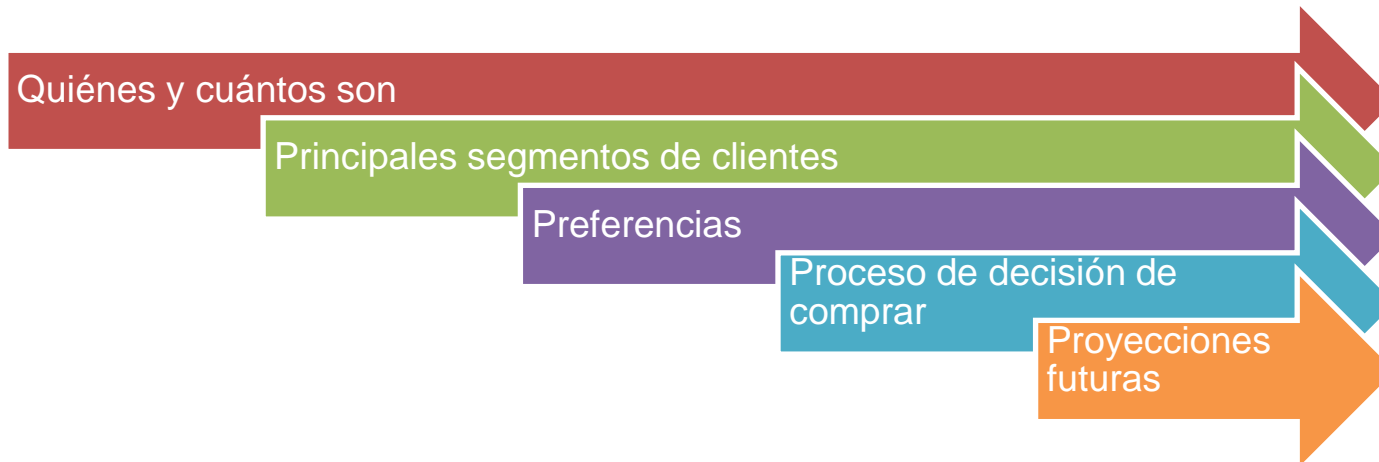 Quiénes y cuántos son
Principales segmentos de clientes
Preferencias
Proceso de decisión de
comprar
Proyecciones
futuras